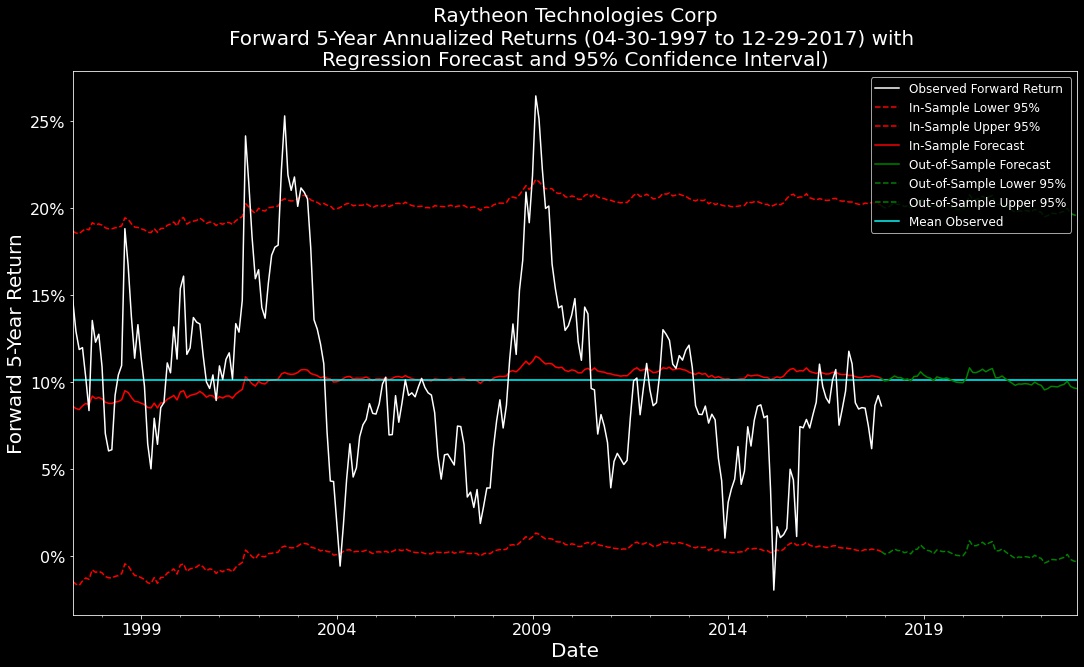 Raytheon Technologies Corp
Forward 5-Year Annualized Returns (04-30-1997 to 12-29-2017) with
Regression Forecast and 95% Confidence Interval)
Observed Forward Return
In-Sample Lower 95%
In-Sample Upper 95%
In-Sample Forecast
Out-of-Sample Forecast
Out-of-Sample Lower 95%
Out-of-Sample Upper 95%
Mean Observed
Forward 5-Year Return
25%
20%
15%
10%
5%
0%
1999 2004 2009 2014 2019
Date